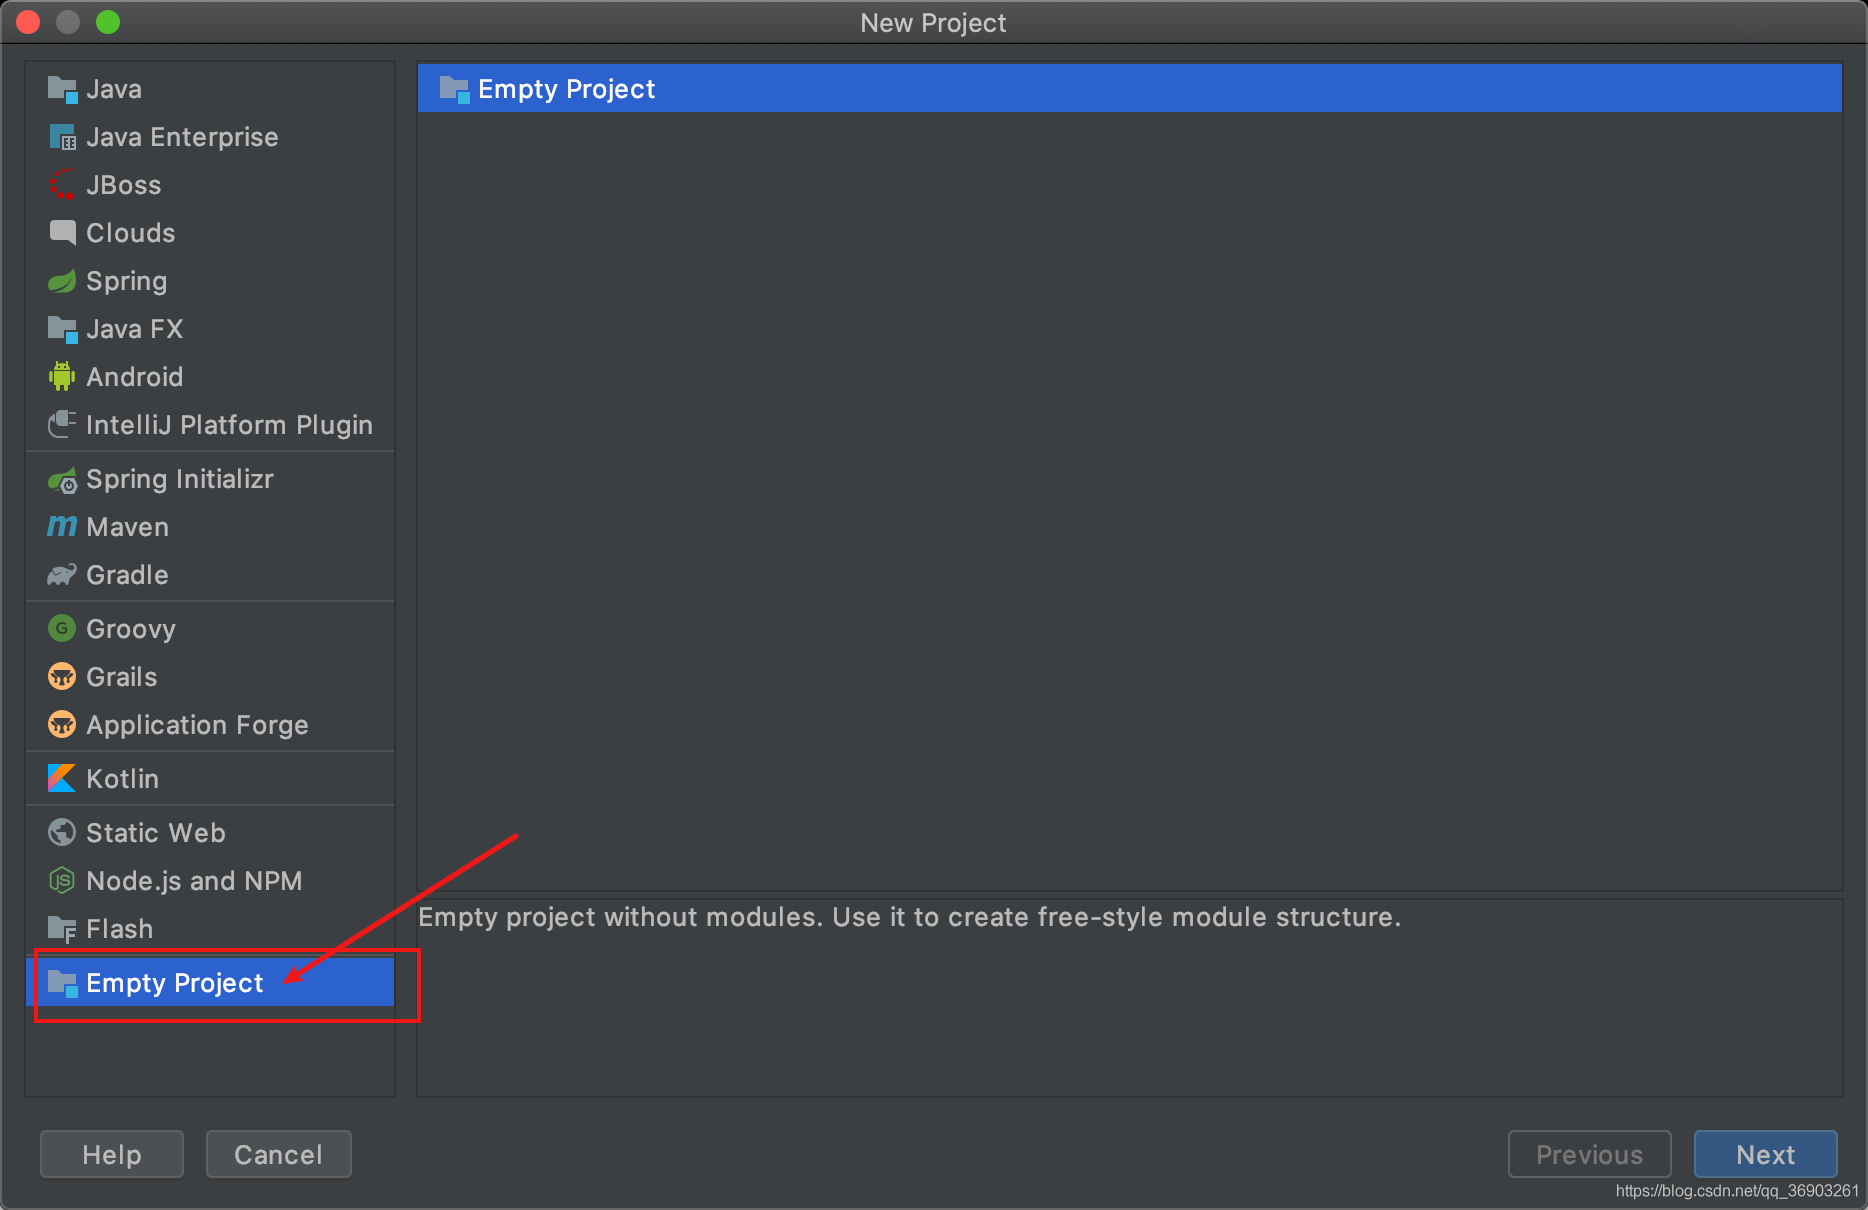 New Project
Java
Java Enterprise
JBoss
Clouds
Spring
Java FX
Android
IntelliJ Platform Plugin
Spring Initializr
Maven
Gradle
G
Groovy
Grails
Application Forge
Kotlin
Static Web
JS
Node.js and NPM
F
Flash
Empty Project
Empty Project
Empty project without modules. Use it to create free-style module structure.
Help
Cancel
Previous
Next
https://blog.csdn.net/qq_36903261